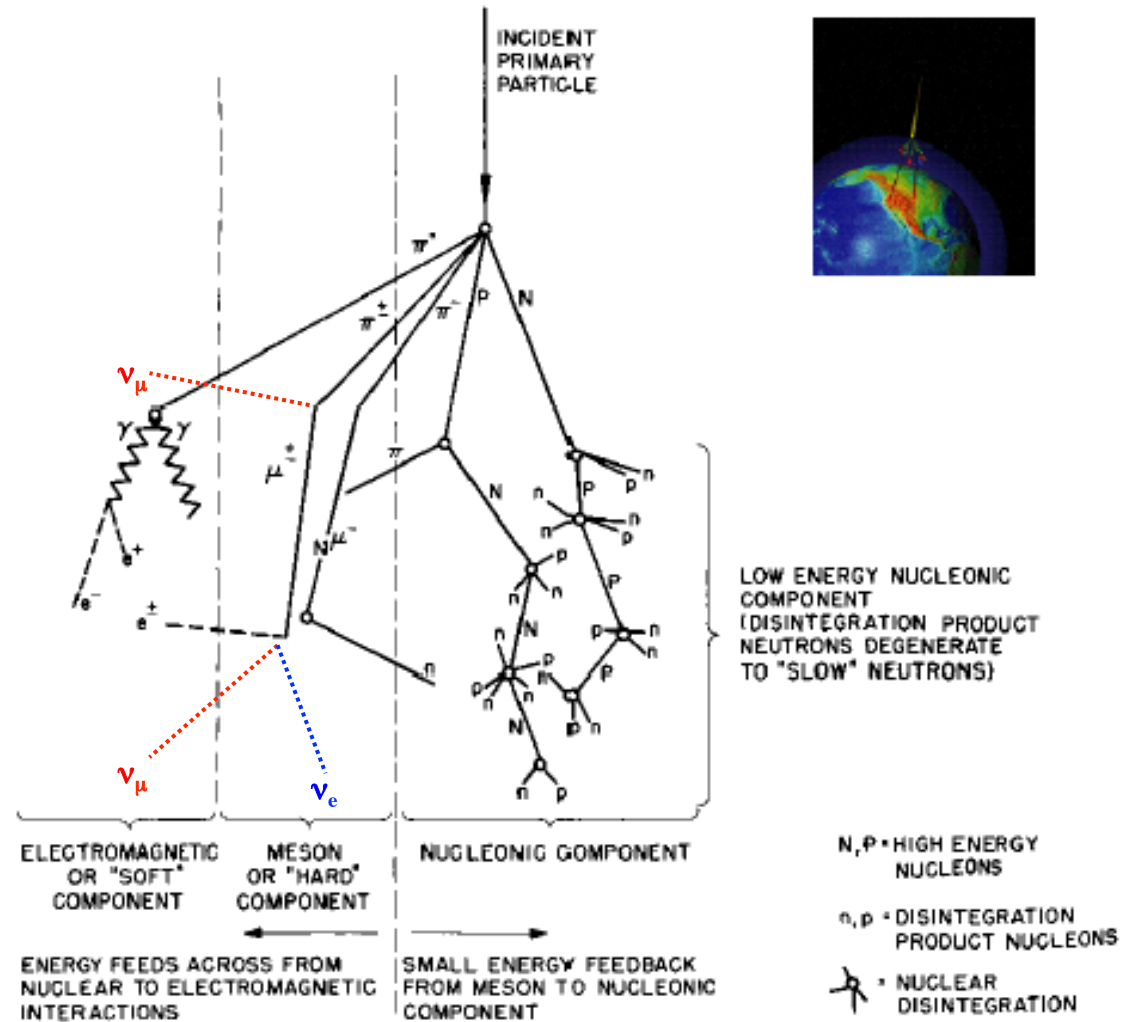 INCIDENT
PRIMARY
PARTICLE
π°
π±
π-
P
N
νμ
γ γ
μ±
π
N
n
p
P
n
n
n
p
N
μ-
e+
e-
e±
p
n
n
P
N
n
p
n
P
p
n
n
p
n
n
P
N
p
n
n
νμ
νe
n
p
LOW ENERGY NUCLEONIC
COMPONENT
(DISINTEGRATION PRODUCT
NEUTRONS DEGENERATE
TO "SLOW" NEUTRONS)
ELECTROMAGNETIC
OR "SOFT"
COMPONENT
MESON
OR "HARD"
COMPONENT
NUCLEONIC COMPONENT
ENERGY FEEDS ACROSS FROM
NUCLEAR TO ELECTROMAGNETIC
INTERACTIONS
SMALL ENERGY FEEDBACK
FROM MESON TO NUCLEONIC
COMPONENT
N, P = HIGH ENERGY
NUCLEONS
n, p = DISINTEGRATION
PRODUCT NUCLEONS
= NUCLEAR
DISINTEGRATION